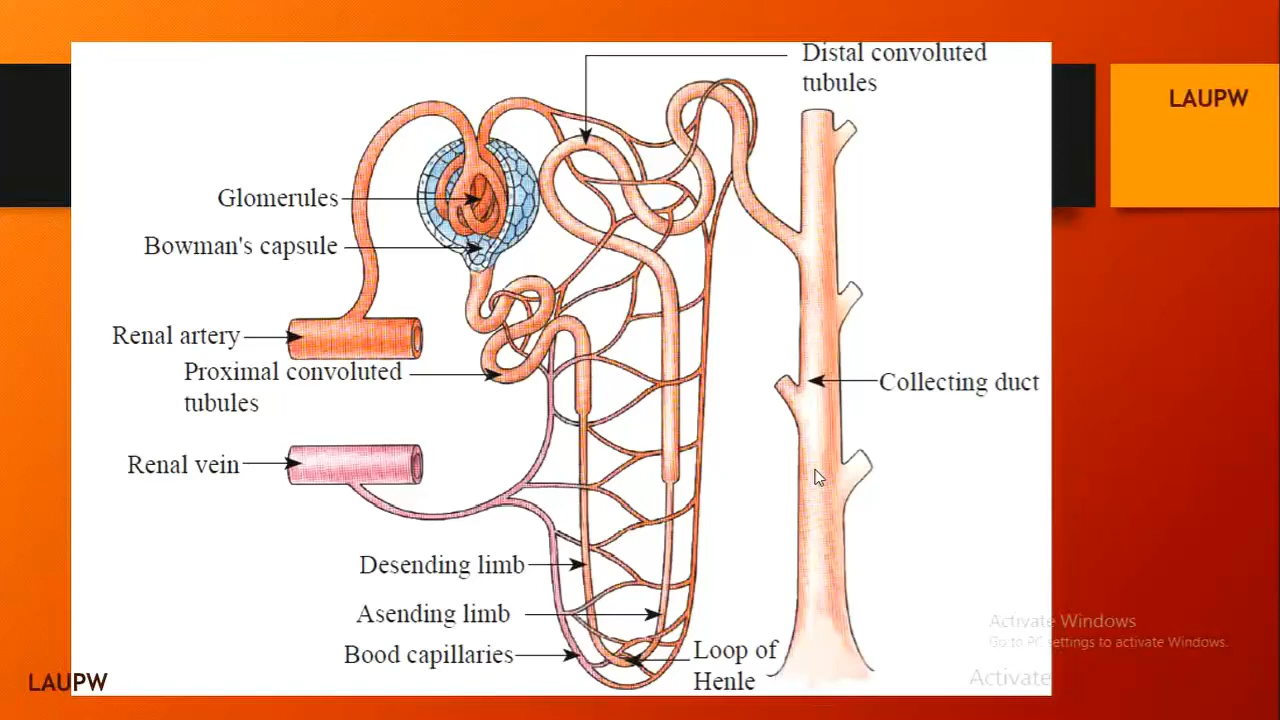 Distal convoluted
tubules
LAUPW
Glomerules
Bowman's capsule
Renal artery
Proximal convoluted
tubules
Collecting duct
Renal vein
Desending limb
Asending limb
Bood capillaries
Loop of
Henle
Activate Windows
Go to PC settings to activate Windows.
Activate
LAUPW